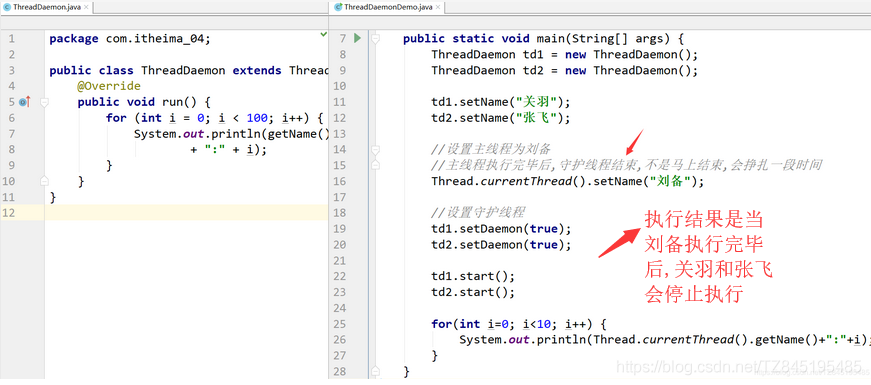 ThreadDaemon.java
ThreadDaemonDemo.java
1 package com.itheima_04;
2
3 public class ThreadDaemon extends Thread
4 @Override
5 public void run() {
6 for (int i = 0; i < 100; i++) {
7 System.out.println(getName()
8 + ":" + i);
9 }
10 }
11 }
12
7 public static void main(String[] args) {
8 ThreadDaemon td1 = new ThreadDaemon();
9 ThreadDaemon td2 = new ThreadDaemon();
10
11 td1.setName("关羽");
12 td2.setName("张飞");
13
14 //设置主线程为刘备
15 //主线程执行完毕后,守护线程结束,不是马上结束,会挣扎一段时间
16 Thread.currentThread().setName("刘备");
17
18 //设置守护线程
19 td1.setDaemon(true);
20 td2.setDaemon(true);
21
22 td1.start();
23 td2.start();
24
25 for(int i=0; i<10; i++) {
26 System.out.println(Thread.currentThread().getName()+":"+i);
27 }
28 }
执行结果是当
刘备执行完毕
后,关羽和张飞
会停止执行
https://blog.csdn.net/TZ845195485